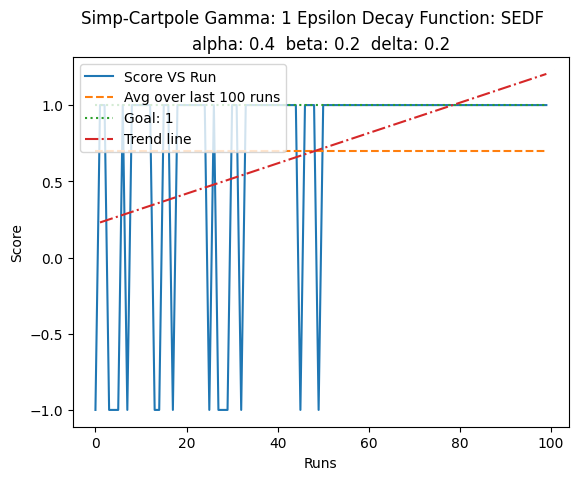 Simp-Cartpole Gamma: 1 Epsilon Decay Function: SEDF
alpha: 0.4 beta: 0.2 delta: 0.2
Score VS Run
Avg over last 100 runs
Goal: 1
Trend line
1.0
0.5
0.0
−0.5
−1.0
Score
0 20 40 60 80 100
Runs